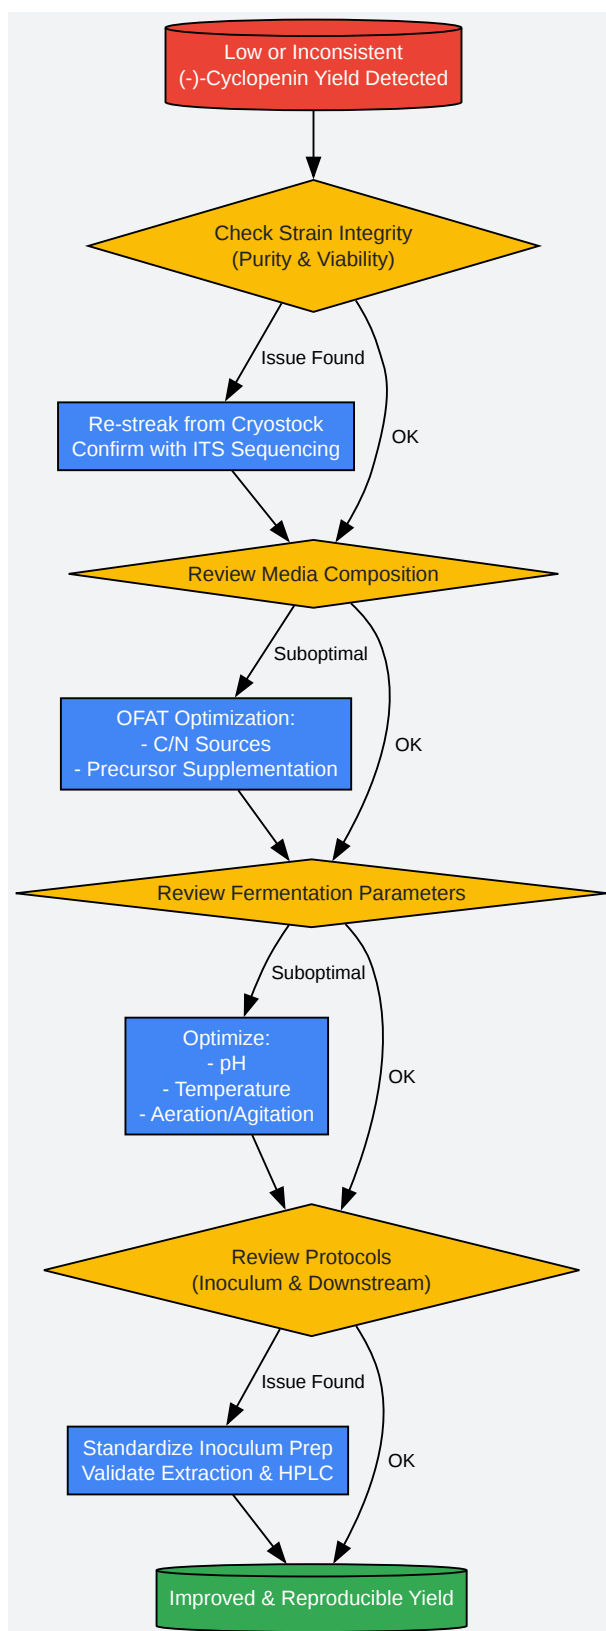 Low or Inconsistent
(-)-Cyclopenin Yield Detected
Check Strain Integrity
(Purity & Viability)
Issue Found
Re-streak from Cryostock
Confirm with ITS Sequencing
OK
Review Media Composition
Suboptimal
OFAT Optimization:
- C/N Sources
- Precursor Supplementation
OK
Review Fermentation Parameters
Suboptimal
Optimize:
- pH
- Temperature
- Aeration/Agitation
OK
Review Protocols
(Inoculum & Downstream)
Issue Found
Standardize Inoculum Prep
Validate Extraction & HPLC
OK
Improved & Reproducible Yield